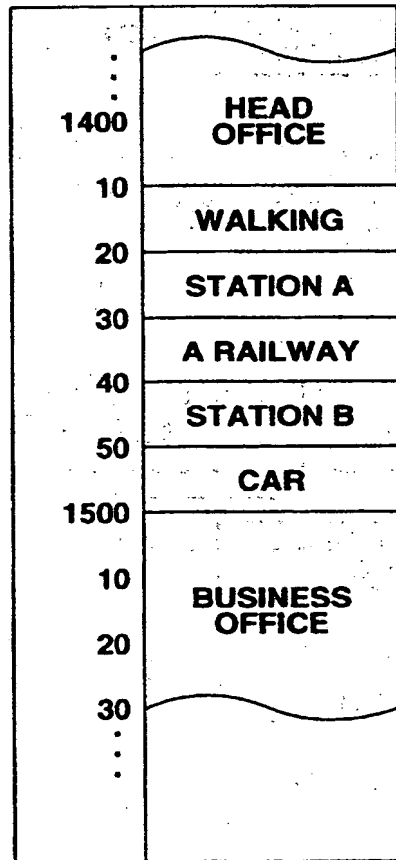 1400
HEAD
OFFICE
10
WALKING
20
STATION A
30
A RAILWAY
40
STATION B
50
CAR
1500
10
BUSINESS
OFFICE
20
30